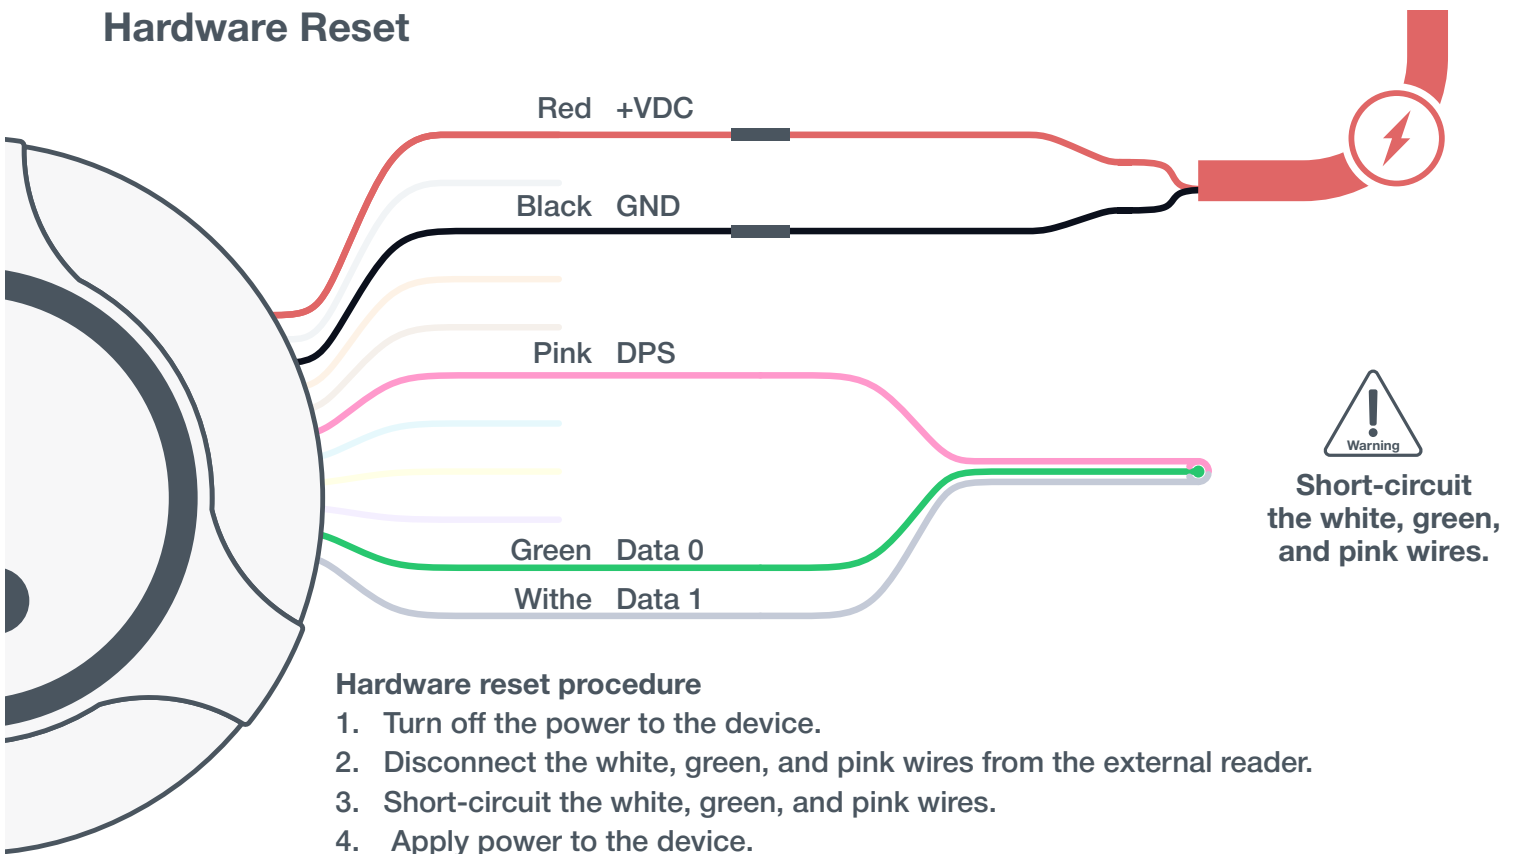 Hardware Reset
Red +VDC
Black GND
Pink DPS
Warning
Short-circuit
the white, green,
and pink wires.
Green Data 0
Withe Data 1
Hardware reset procedure
1. Turn off the power to the device.
2. Disconnect the white, green, and pink wires from the external reader.
3. Short-circuit the white, green, and pink wires.
4. Apply power to the device.